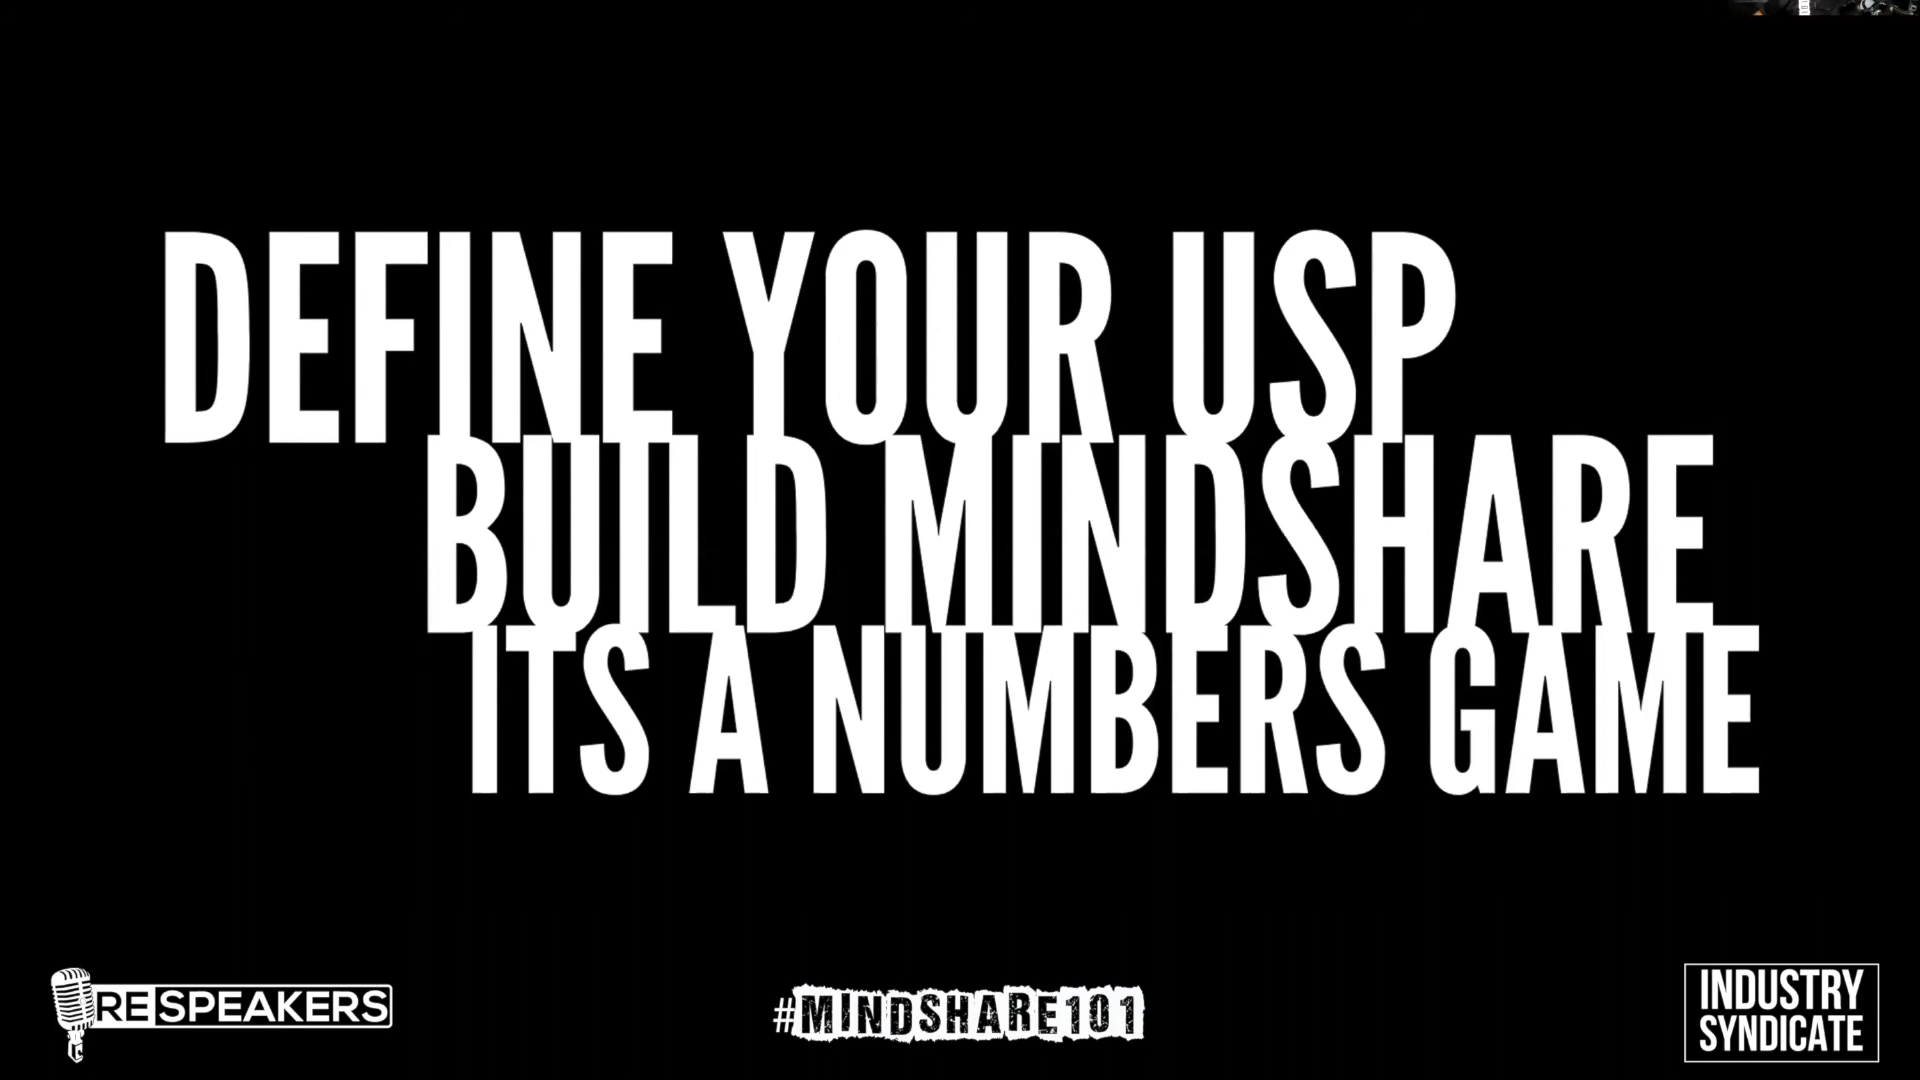 DEFINE YOUR USP
BUILD MINDSHARE
ITS A NUMBERS GAME
RESPEAKERS
#MINDSHARE101
INDUSTRY
SYNDICATE